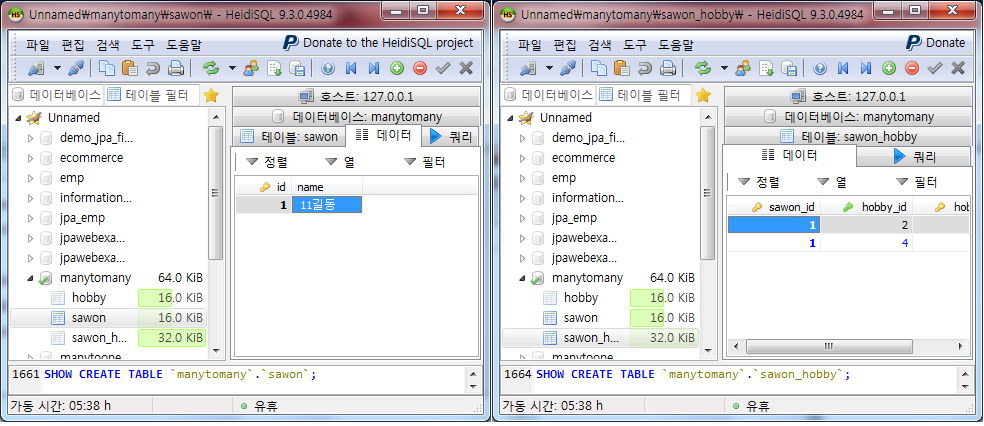 Unnamed₩manytomany₩sawon₩ - HeidiSQL 9.3.0.4984
파일 편집 검색 도구 도움말
Donate to the HeidiSQL project
데이터베이스
테이블 필터
Unnamed
demo_jpa_fi...
ecommerce
emp
information...
jpa_emp
jpawebexa...
jpawebexa...
manytomany 64.0 KiB
hobby 16.0 KiB
sawon 16.0 KiB
sawon_h... 32.0 KiB
manytoone
호스트: 127.0.0.1
데이터베이스: manytomany
테이블: sawon
데이터
쿼리
정렬 열 필터
id name
1 11길동
1661 SHOW CREATE TABLE `manytomany`.`sawon`;
가동 시간: 05:38 h
유휴
Unnamed₩manytomany₩sawon_hobby₩ - HeidiSQL 9.3.0.4984
파일 편집 검색 도구 도움말
Donate
데이터베이스
테이블 필터
Unnamed
demo_jpa_fi...
ecommerce
emp
information...
jpa_emp
jpawebexa...
jpawebexa...
manytomany 64.0 KiB
hobby 16.0 KiB
sawon 16.0 KiB
sawon_h... 32.0 KiB
manytoone
호스트: 127.0.0.1
데이터베이스: manytomany
테이블: sawon_hobby
데이터
쿼리
정렬 열 필터
sawon_id hobby_id hob
1 2
1 4
1664 SHOW CREATE TABLE `manytomany`.`sawon_hobby`;
가동 시간: 05:38 h
유휴